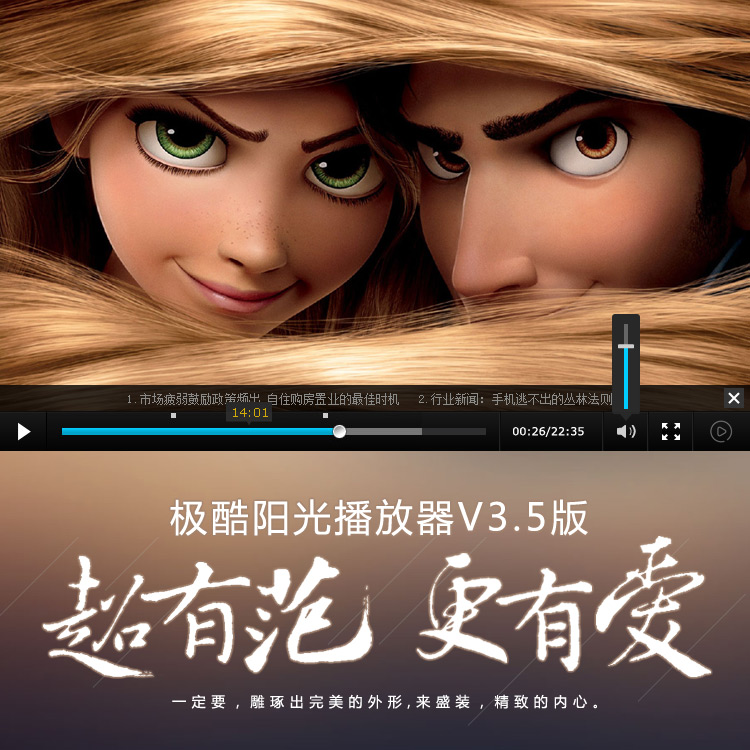 1.市场疲弱鼓励政策频出 自住购房置业的最佳时机 2.行业新闻：手机逃不出的丛林法则
14:01
00:26/22:35
极酷阳光播放器V3.5版
超有范 更有爱
一定要，雕琢出完美的外形,来盛装，精致的内心。